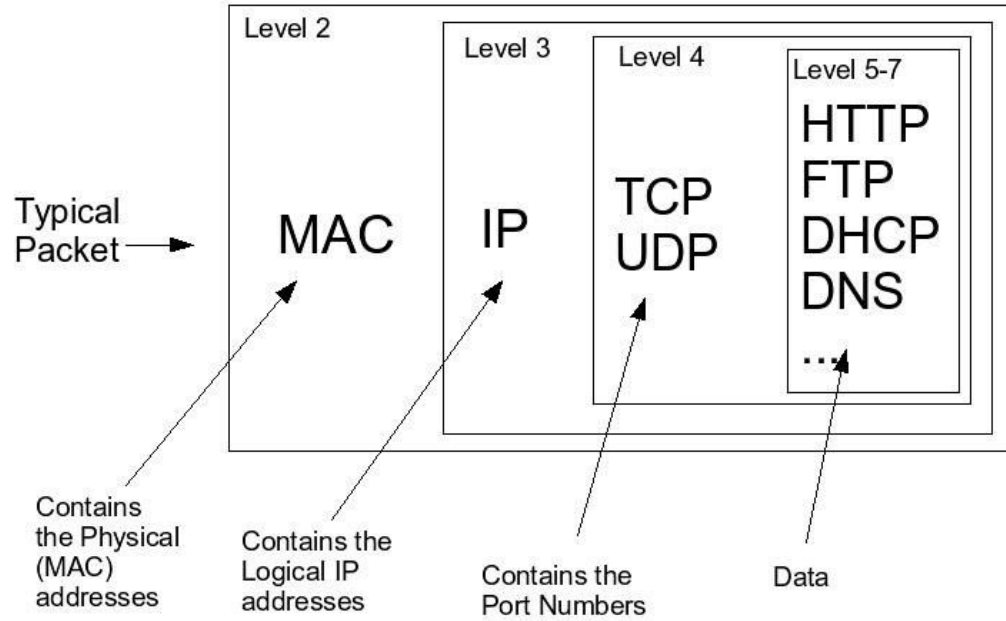 Level 2
Level 3
Level 4
Level 5-7
HTTP
FTP
DHCP
DNS
...
TCP
UDP
IP
MAC
Typical
Packet
Contains
the Physical
(MAC)
addresses
Contains the
Logical IP
addresses
Contains the
Port Numbers
Data